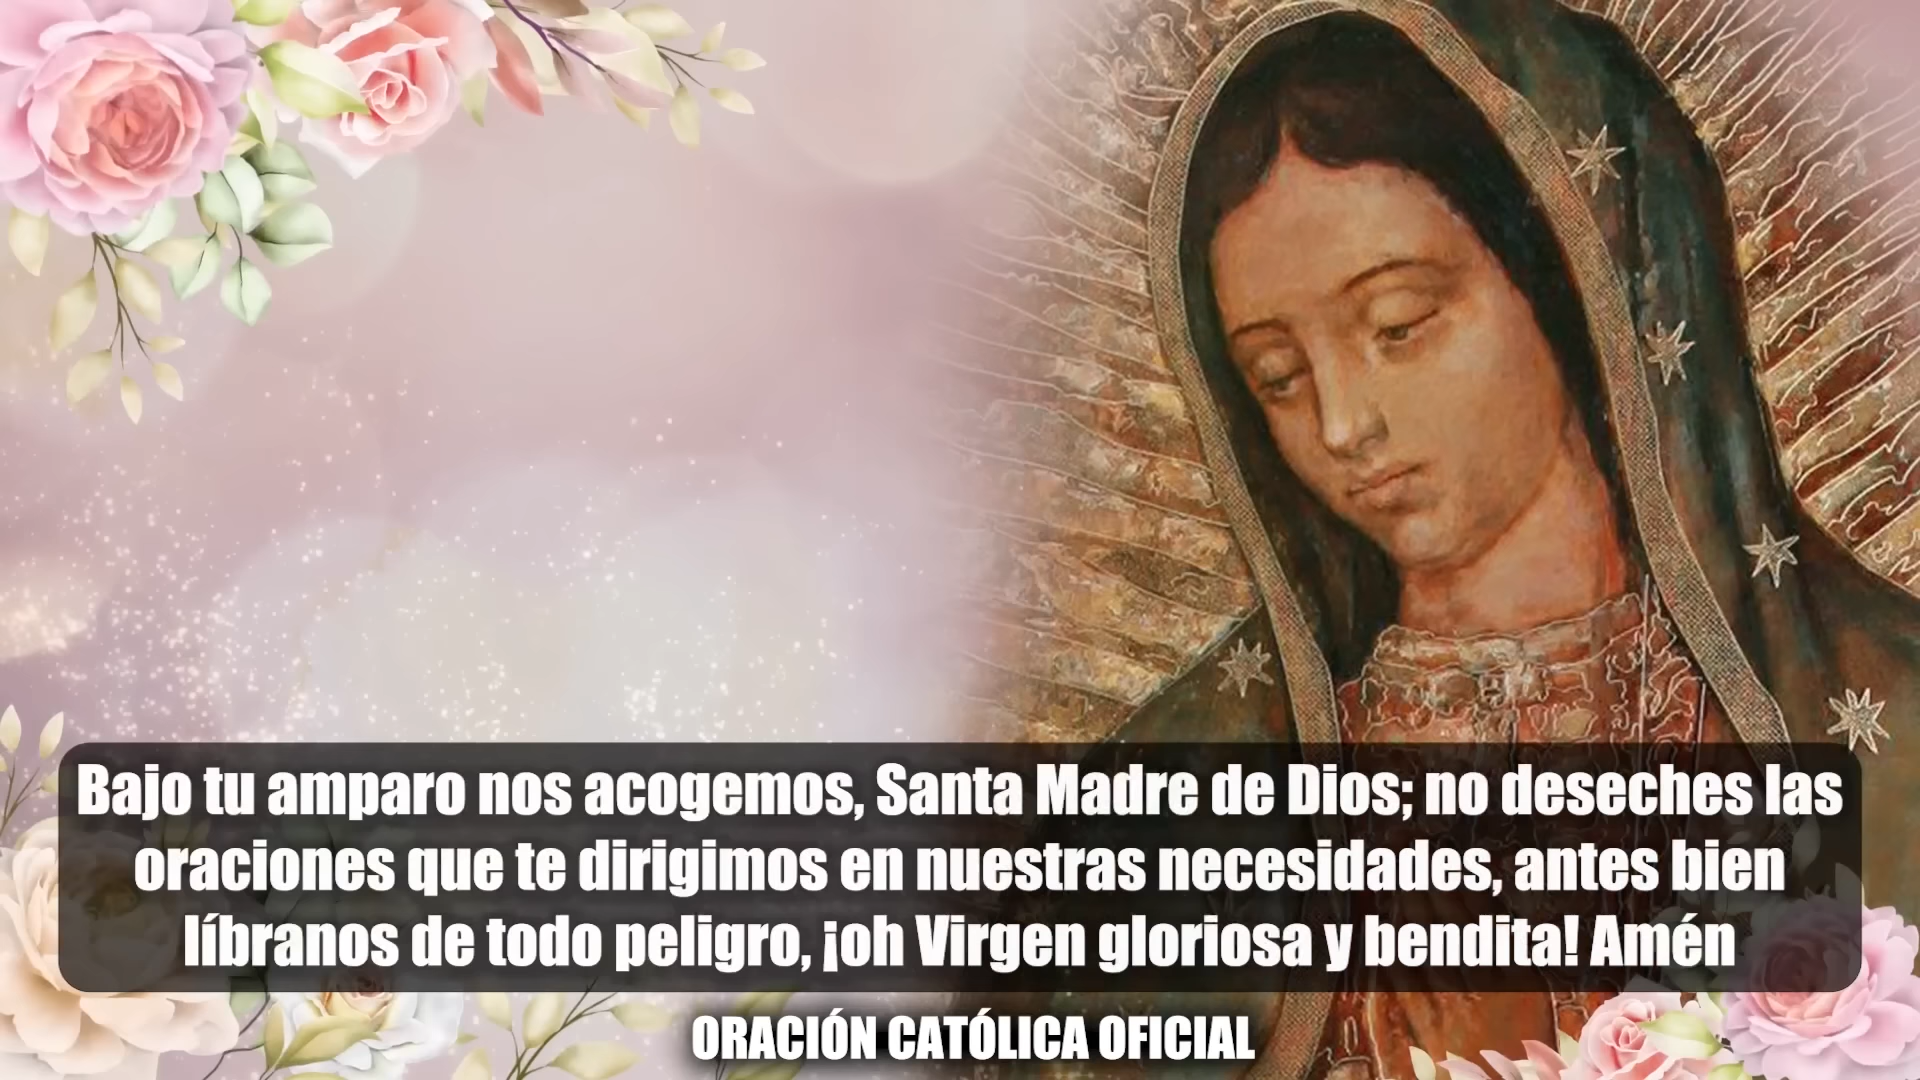 Bajo tu amparo nos acogemos, Santa Madre de Dios; no deseches las
oraciones que te dirigimos en nuestras necesidades, antes bien
líbranos de todo peligro, ¡oh Virgen gloriosa y bendita! Amén
ORACIÓN CATÓLICA OFICIAL